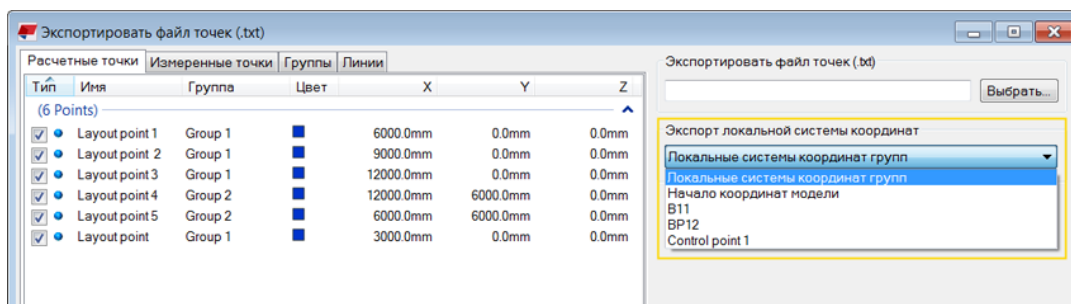 Экспортировать файл точек (.txt)
Расчетные точки Измеренные точки Группы Линии
Тип Имя Группа Цвет X Y Z
(6 Points)
Layout point 1 Group 1 6000.0mm 0.0mm 0.0mm
Layout point 2 Group 1 9000.0mm 0.0mm 0.0mm
Layout point 3 Group 1 12000.0mm 0.0mm 0.0mm
Layout point 4 Group 2 12000.0mm 6000.0mm 0.0mm
Layout point 5 Group 2 6000.0mm 6000.0mm 0.0mm
Layout point Group 1 3000.0mm 0.0mm 0.0mm
Экспортировать файл точек (.txt)
Выбрать...
Экспорт локальной системы координат
Локальные системы координат групп
Локальные системы координат групп
Начало координат модели
B11
BP12
Control point 1